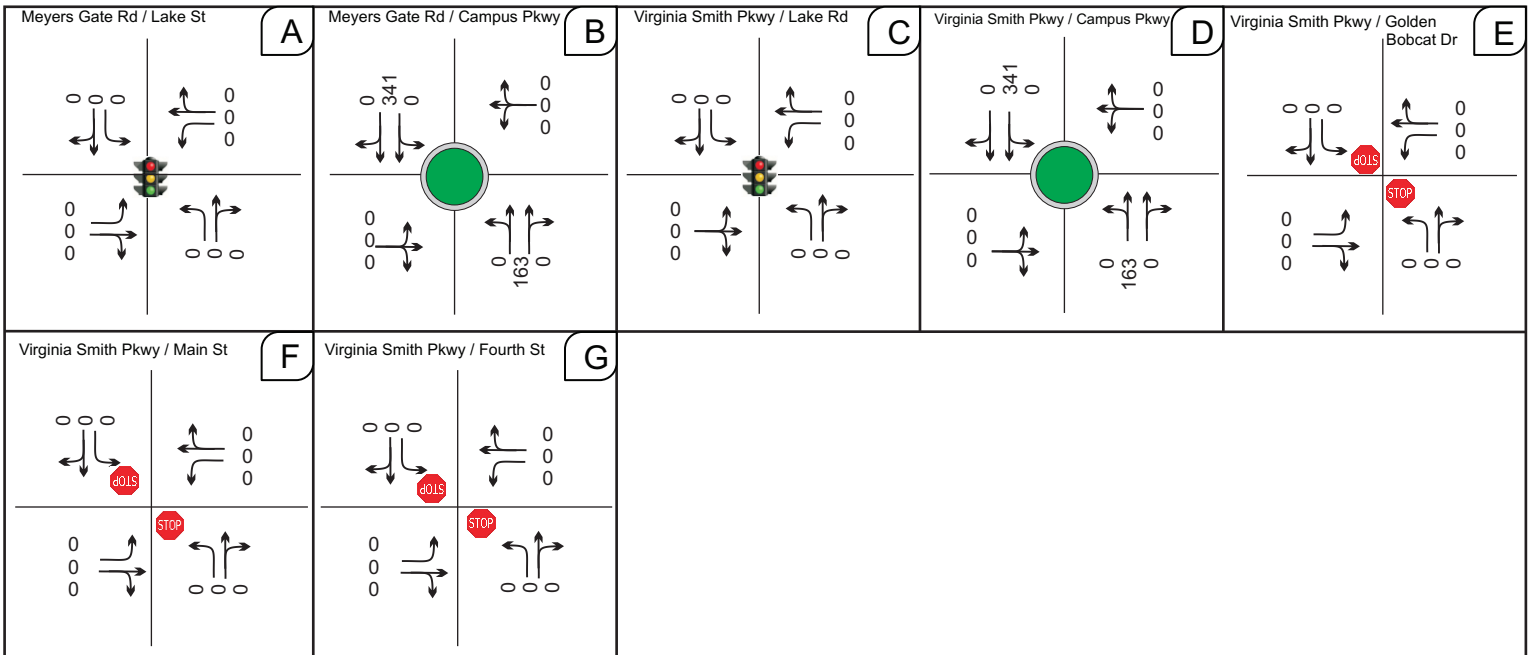 Meyers Gate Rd / Lake St
A
0 0 0
0
0
0
0
0
0
0 0 0
Meyers Gate Rd / Campus Pkwy
B
0 341 0
0
0
0
0
0
0
0 163 0
Virginia Smith Pkwy / Lake Rd
C
0 0 0
0
0
0
0
0
0
0 0 0
Virginia Smith Pkwy / Campus Pkwy
D
0 341 0
0
0
0
0
0
0
0 163 0
Virginia Smith Pkwy / Golden
Bobcat Dr
E
0 0 0
0
0
0
STOP
STOP
0
0
0
0 0 0
Virginia Smith Pkwy / Main St
F
0 0 0
0
0
0
STOP
STOP
0
0
0
0 0 0
Virginia Smith Pkwy / Fourth St
G
0 0 0
0
0
0
STOP
STOP
0
0
0
0 0 0